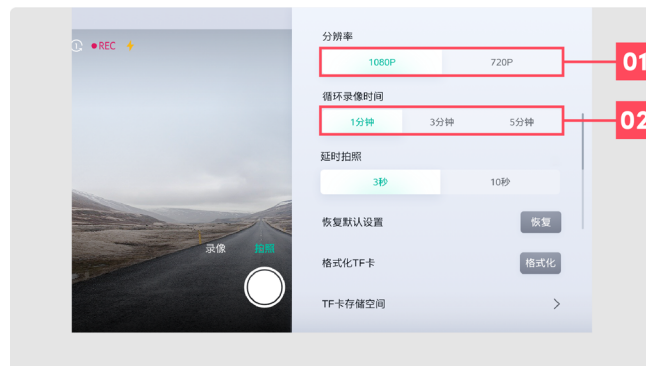 REC
分辨率
1080P 720P
01
循环录像时间
1分钟 3分钟 5分钟
02
延时拍照
3秒 10秒
恢复默认设置 恢复
录像 拍照
格式化TF卡 格式化
TF卡存储空间